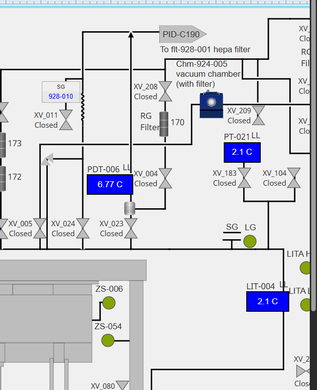 PID-C190
To flt-928-001 hepa filter
Chm-924-005
vacuum chamber
(with filter)
SG
928-010
XV_011
Closed
XV_208
Closed
RG
Filter
170
XV_209
Closed
173
172
PT-021 LL
2.1 C
PDT-006 LL
6.77 C
XV_004
Closed
XV_183
Closed
XV_104
Closed
XV_005
Closed
XV_024
Closed
XV_023
Closed
SG
LG
LIT-004 LL
2.1 C
LITA
LITA
ZS-006
ZS-054
XV_080